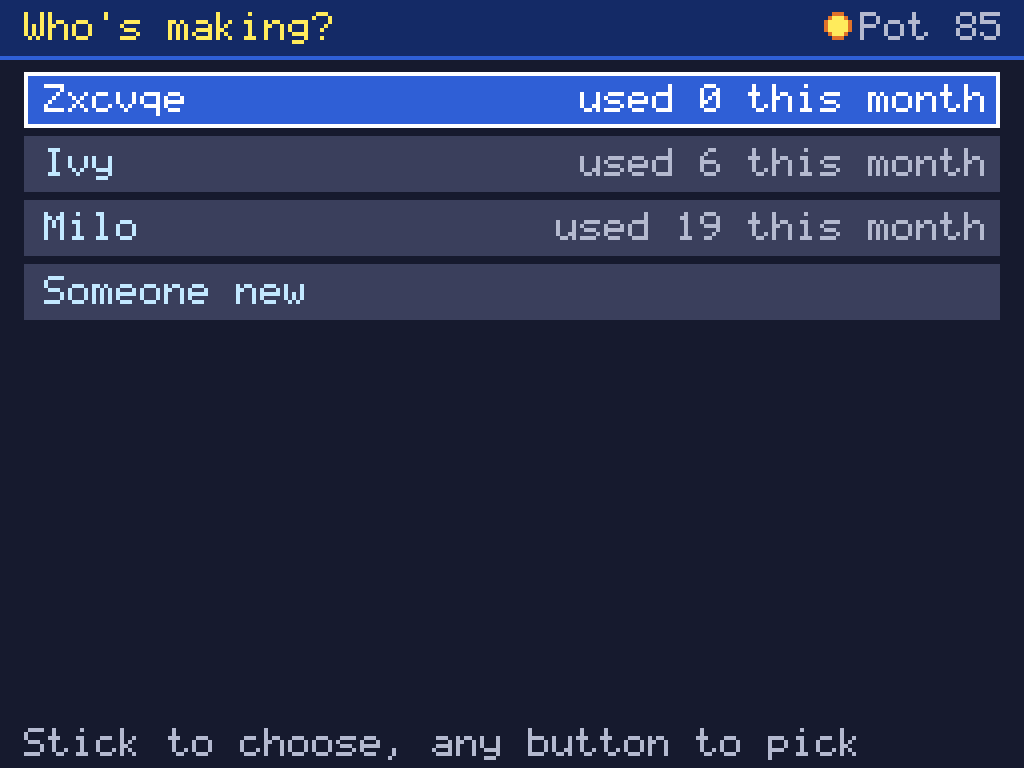 Who's making?
Pot 85
Zxcvqe used 0 this month
Ivy used 6 this month
Milo used 19 this month
Someone new
Stick to choose, any button to pick